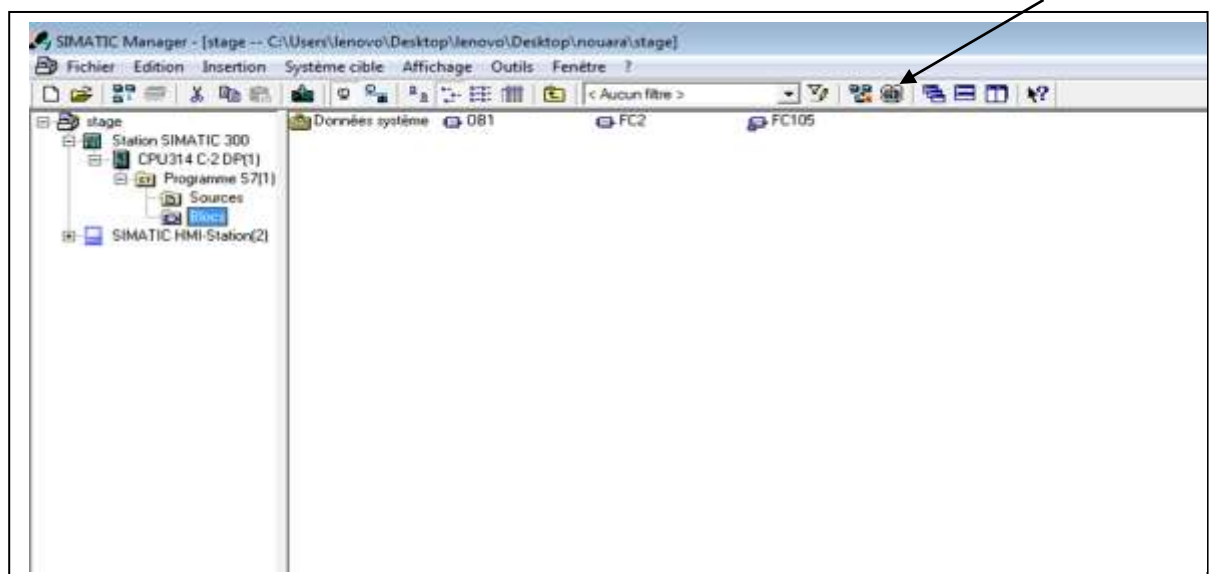 SIMATIC Manager - [stage -- C:\Users\lenovo\Desktop\lenovo\Desktop\nouara\stage]
Fichier Edition Insertion Système cible Affichage Outils Fenêtre ?
< Aucun filtre >
stage
Station SIMATIC 300
CPU314 C-2 DP(1)
Programme S7(1)
Sources
Blocs
SIMATIC HMI-Station(2)
Données système OB1 FC2 FC105